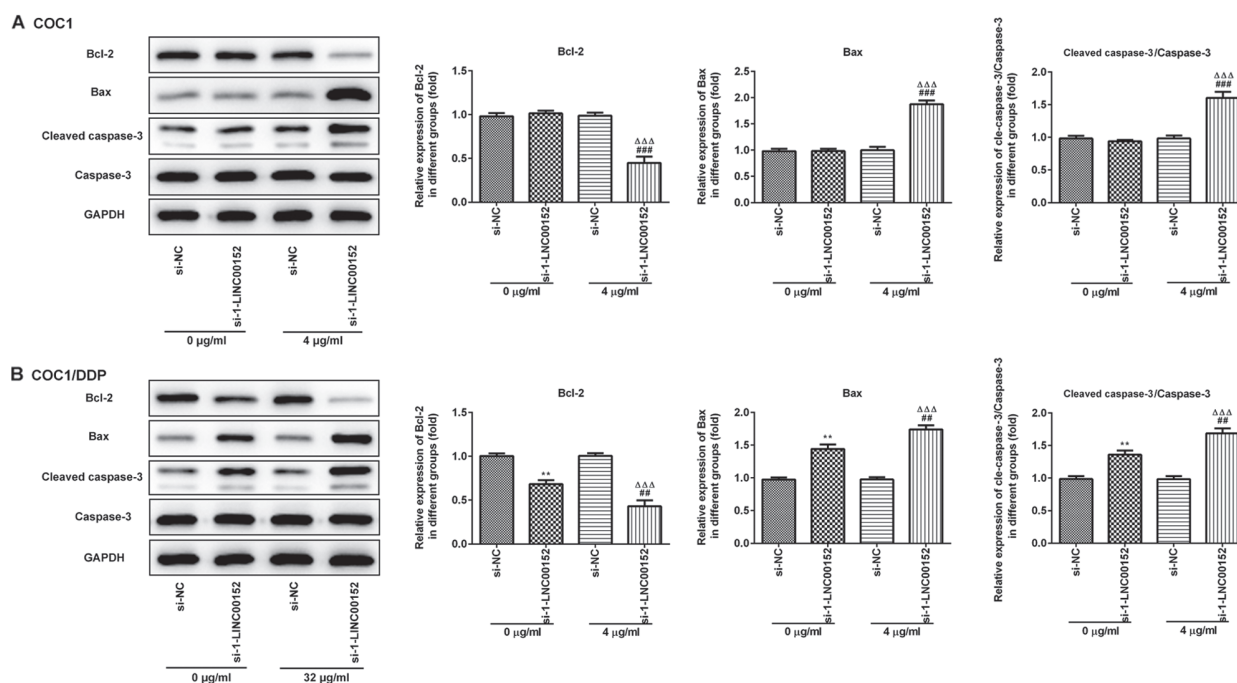 A COC1
Bcl-2
Bax
Cleaved caspase-3
Caspase-3
GAPDH
si-NC
si-1-LINC00152
si-NC
si-1-LINC00152
0 μg/ml
4 μg/ml
Bcl-2
Relative expression of Bcl-2
in different groups (fold)
1.5
1.0
0.5
0.0
ΔΔΔ
###
si-NC
si-1-LNC00152
si-NC
si-1-LNC00152
0 μg/ml
4 μg/ml
Bax
Relative expression of Bax
in different groups (fold)
2.5
2.0
1.5
1.0
0.5
0.0
ΔΔΔ
###
si-NC
si-1-LNC00152
si-NC
si-1-LNC00152
0 μg/ml
4 μg/ml
Cleaved caspase-3/Caspase-3
Relative expression of cle-caspase-3/Caspase-3
in different groups (fold)
2.0
1.5
1.0
0.5
0.0
ΔΔΔ
###
si-NC
si-1-LNC00152
si-NC
si-1-LNC00152
0 μg/ml
4 μg/ml
B COC1/DDP
Bcl-2
Bax
Cleaved caspase-3
Caspase-3
GAPDH
si-NC
si-1-LINC00152
si-NC
si-1-LINC00152
0 μg/ml
32 μg/ml
Bcl-2
Relative expression of Bcl-2
in different groups (fold)
1.5
1.0
0.5
0.0
**
ΔΔΔ
##
si-NC
si-1-LNC00152
si-NC
si-1-LNC00152
0 μg/ml
4 μg/ml
Bax
Relative expression of Bax
in different groups (fold)
2.0
1.5
1.0
0.5
0.0
**
ΔΔΔ
##
si-NC
si-1-LNC00152
si-NC
si-1-LNC00152
0 μg/ml
4 μg/ml
Cleaved caspase-3/Caspase-3
Relative expression of cle-caspase-3/Caspase-3
in different groups (fold)
2.0
1.5
1.0
0.5
0.0
**
ΔΔΔ
##
si-NC
si-1-LNC00152
si-NC
si-1-LNC00152
0 μg/ml
4 μg/ml